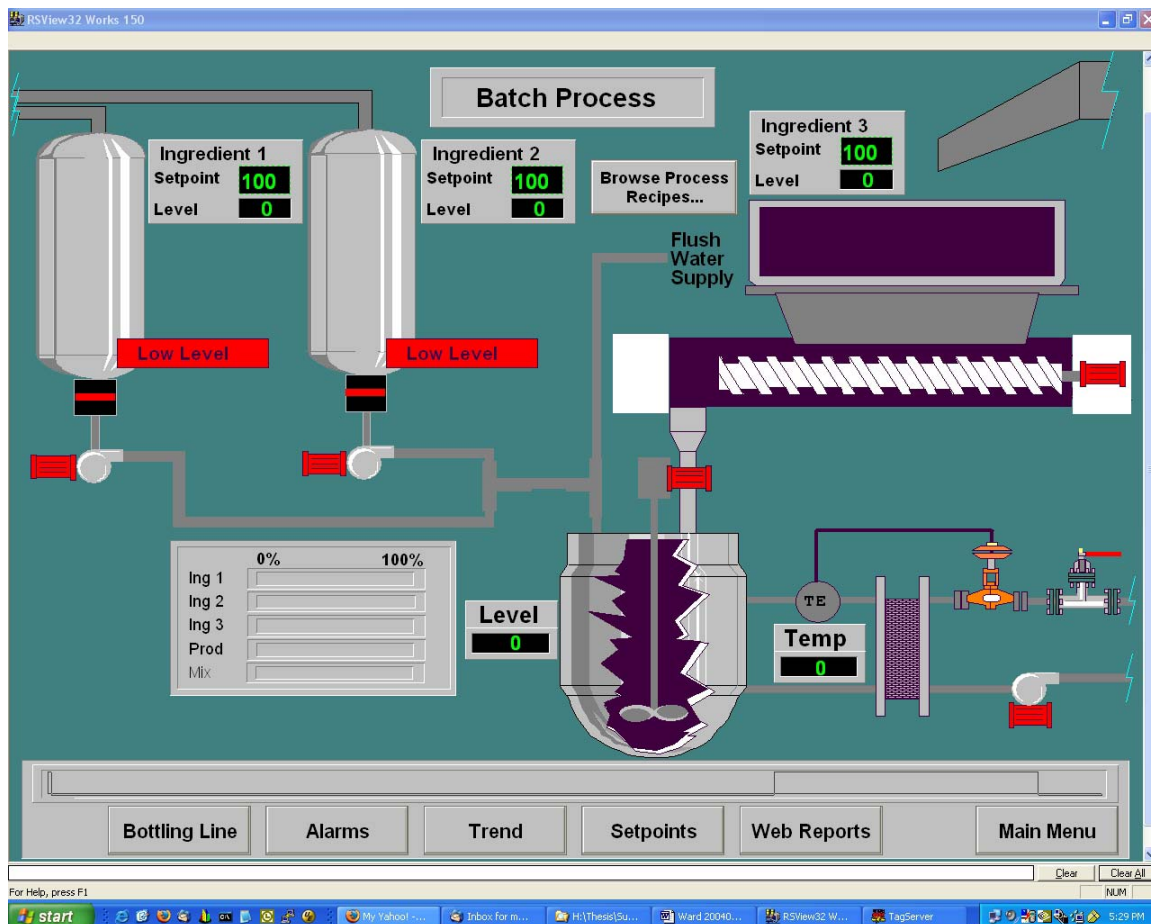 RSView32 Works 150
Batch Process
Ingredient 1
Setpoint 100
Level 0
Ingredient 2
Setpoint 100
Level 0
Browse Process
Recipes...
Ingredient 3
Setpoint 100
Level 0
Flush
Water
Supply
Low Level
Low Level
0% 100%
Ing 1
Ing 2
Ing 3
Prod
Mix
Level
0
TE
Temp
0
Bottling Line
Alarms
Trend
Setpoints
Web Reports
Main Menu
Clear
Clear All
For Help, press F1
NUM
start
My Yahoo! -...
Inbox for m...
H:\Thesis\Su...
Ward 20040...
RSView32 W...
TagServer
5:29 PM